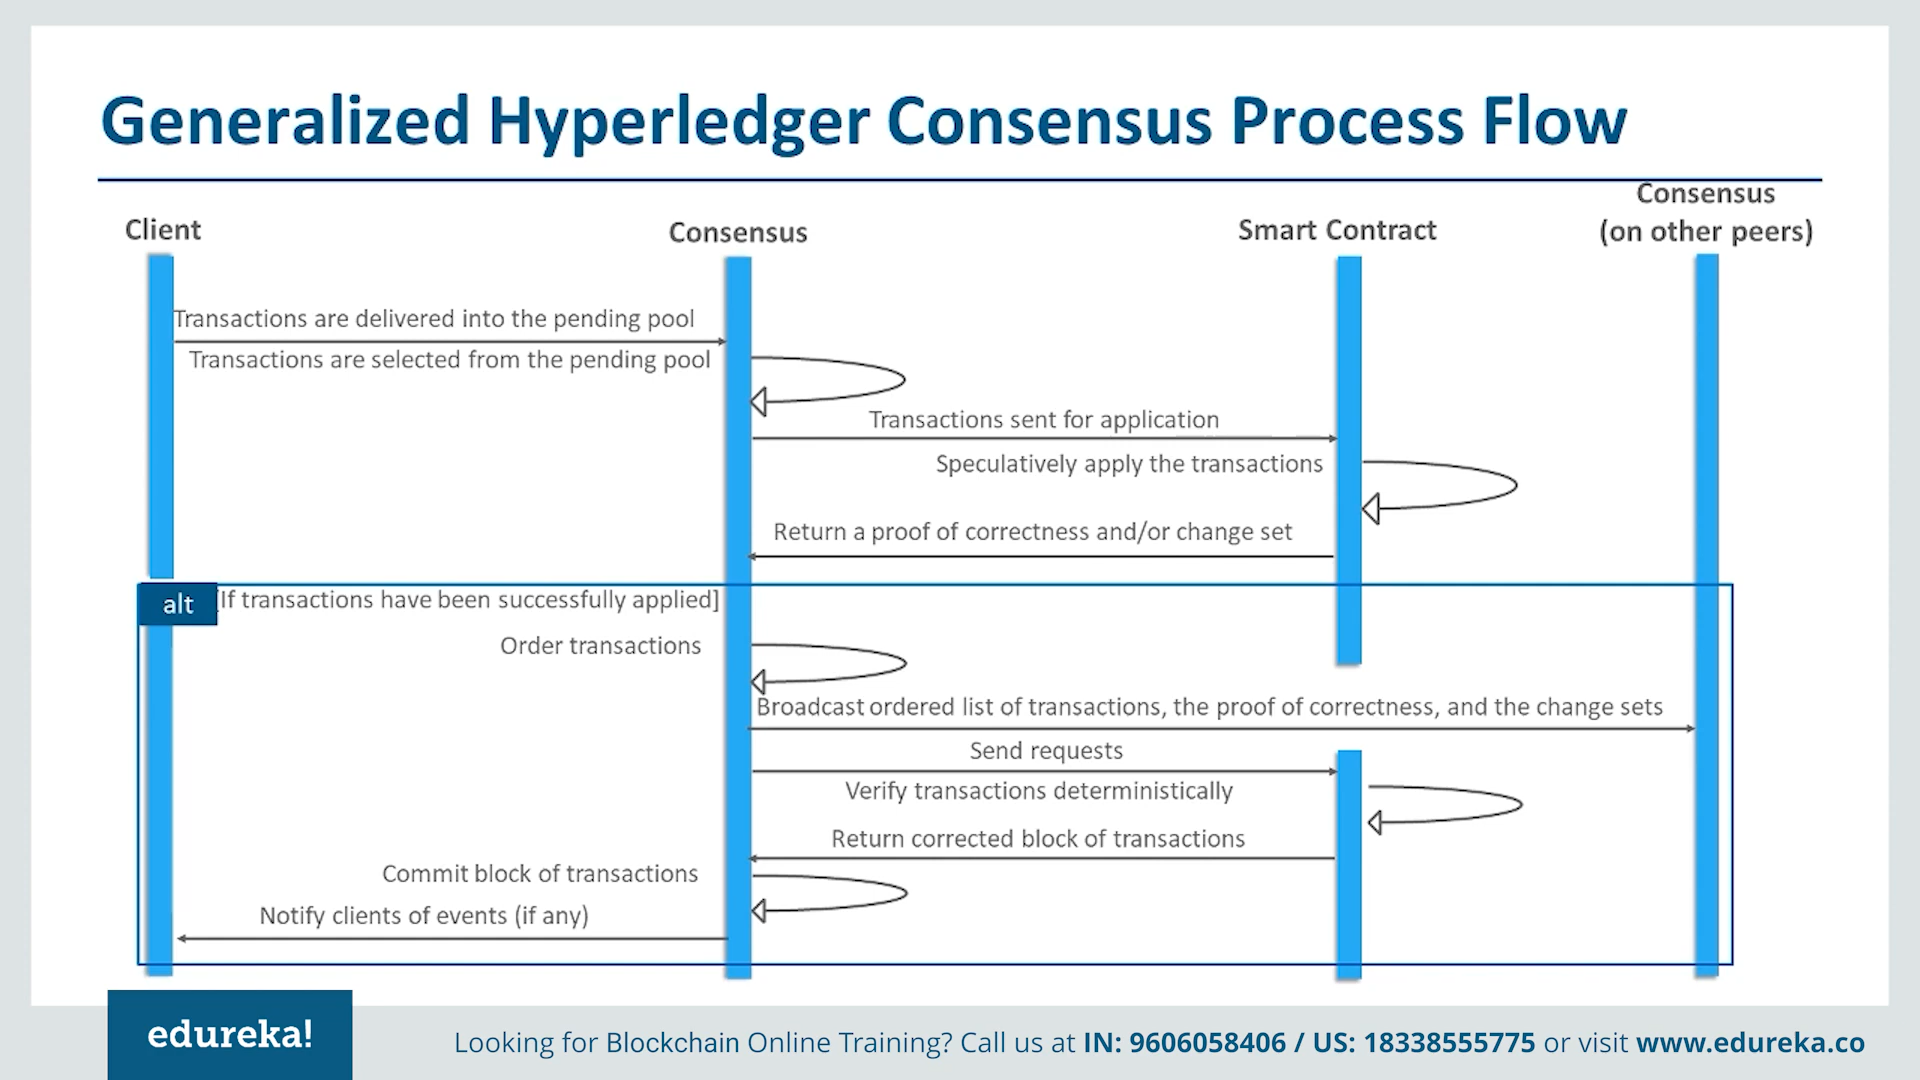 Generalized Hyperledger Consensus Process Flow
Client
Consensus
Smart Contract
Consensus
(on other peers)
Transactions are delivered into the pending pool
Transactions are selected from the pending pool
Transactions sent for application
Speculatively apply the transactions
Return a proof of correctness and/or change set
alt
[If transactions have been successfully applied]
Order transactions
Broadcast ordered list of transactions, the proof of correctness, and the change sets
Send requests
Verify transactions deterministically
Return corrected block of transactions
Commit block of transactions
Notify clients of events (if any)
edureka!
Looking for Blockchain Online Training? Call us at IN: 9606058406 / US: 18338555775 or visit www.edureka.co